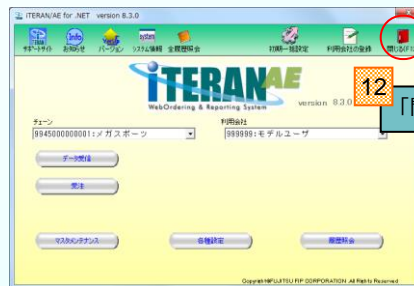 iTERAN/AE for .NET version 8.3.0
サポートサイト お知らせ バージョン システム情報 全履歴照会 初期一括設定 利用会社の登録 閉じる(F12)
iTERANAE
WebOrdering & Reporting System version 8.3.0
12
「閉
チェーン 利用会社
9945000000001:メガスポーツ 999999:モデルユーザ
データ受信
受注
マスタメンテナンス 各種設定 履歴照会
Copyright©FUJITSU FIP CORPORATION All Rights Reserved